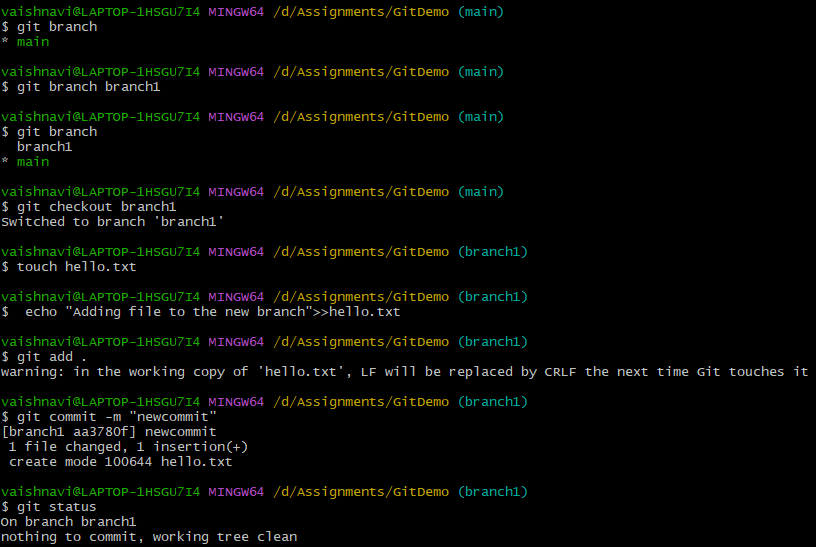 vaishnavi@LAPTOP-1HSGU7I4 MINGW64 /d/Assignments/GitDemo (main)
$ git branch
* main
vaishnavi@LAPTOP-1HSGU7I4 MINGW64 /d/Assignments/GitDemo (main)
$ git branch branch1
vaishnavi@LAPTOP-1HSGU7I4 MINGW64 /d/Assignments/GitDemo (main)
$ git branch
  branch1
* main
vaishnavi@LAPTOP-1HSGU7I4 MINGW64 /d/Assignments/GitDemo (main)
$ git checkout branch1
Switched to branch 'branch1'
vaishnavi@LAPTOP-1HSGU7I4 MINGW64 /d/Assignments/GitDemo (branch1)
$ touch hello.txt
vaishnavi@LAPTOP-1HSGU7I4 MINGW64 /d/Assignments/GitDemo (branch1)
$  echo "Adding file to the new branch">>hello.txt
vaishnavi@LAPTOP-1HSGU7I4 MINGW64 /d/Assignments/GitDemo (branch1)
$ git add .
warning: in the working copy of 'hello.txt', LF will be replaced by CRLF the next time Git touches it
vaishnavi@LAPTOP-1HSGU7I4 MINGW64 /d/Assignments/GitDemo (branch1)
$ git commit -m "newcommit"
[branch1 aa3780f] newcommit
 1 file changed, 1 insertion(+)
 create mode 100644 hello.txt
vaishnavi@LAPTOP-1HSGU7I4 MINGW64 /d/Assignments/GitDemo (branch1)
$ git status
On branch branch1
nothing to commit, working tree clean